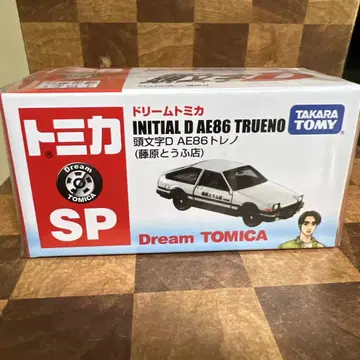 トミカ
Dream
TOMICA
SP
ドリームトミカ
INITIAL D AE86 TRUENO
頭文字D AE86トレノ
(藤原とうふ店)
TAKARA
TOMY
Dream TOMICA